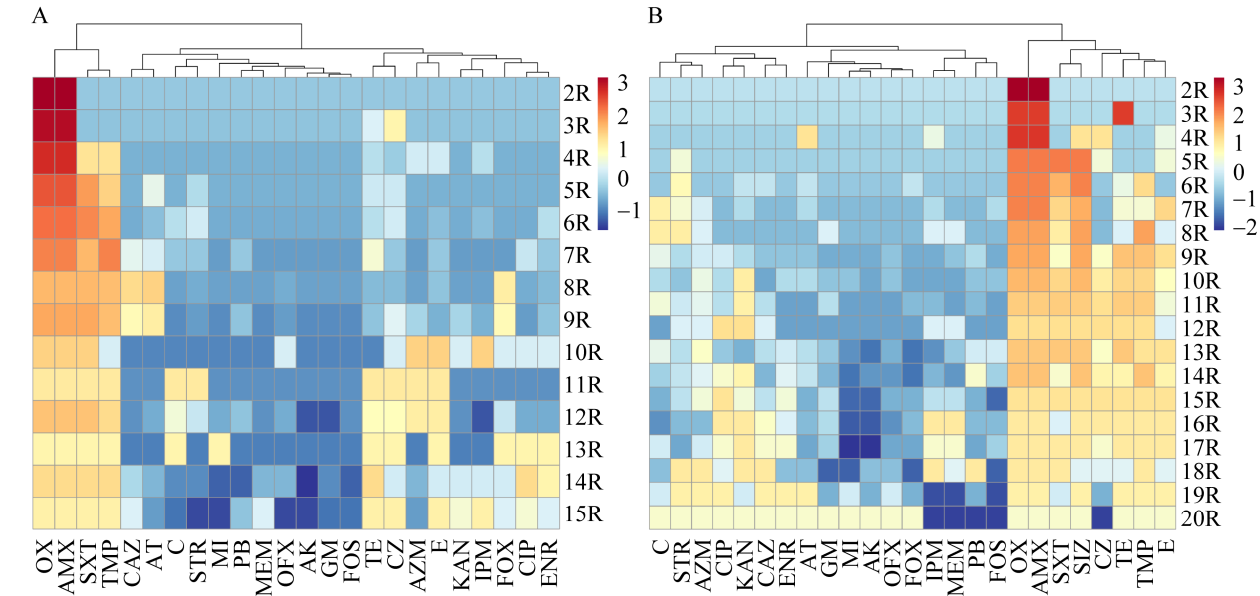 A
2R
3R
4R
5R
6R
7R
8R
9R
10R
11R
12R
13R
14R
15R
3
2
1
0
−1
OX
AMX
SXT
TMP
CAZ
AT
C
STR
MI
PB
MEM
OFX
AK
GM
FOS
TE
CZ
AZM
E
KAN
IPM
FOX
CIP
ENR
B
2R
3R
4R
5R
6R
7R
8R
9R
10R
11R
12R
13R
14R
15R
16R
17R
18R
19R
20R
3
2
1
0
−1
−2
C
STR
AZM
CIP
KAN
CAZ
ENR
AT
GM
MI
AK
OFX
FOX
IPM
MEM
PB
FOS
OX
AMX
SXT
SIZ
CZ
TE
TMP
E